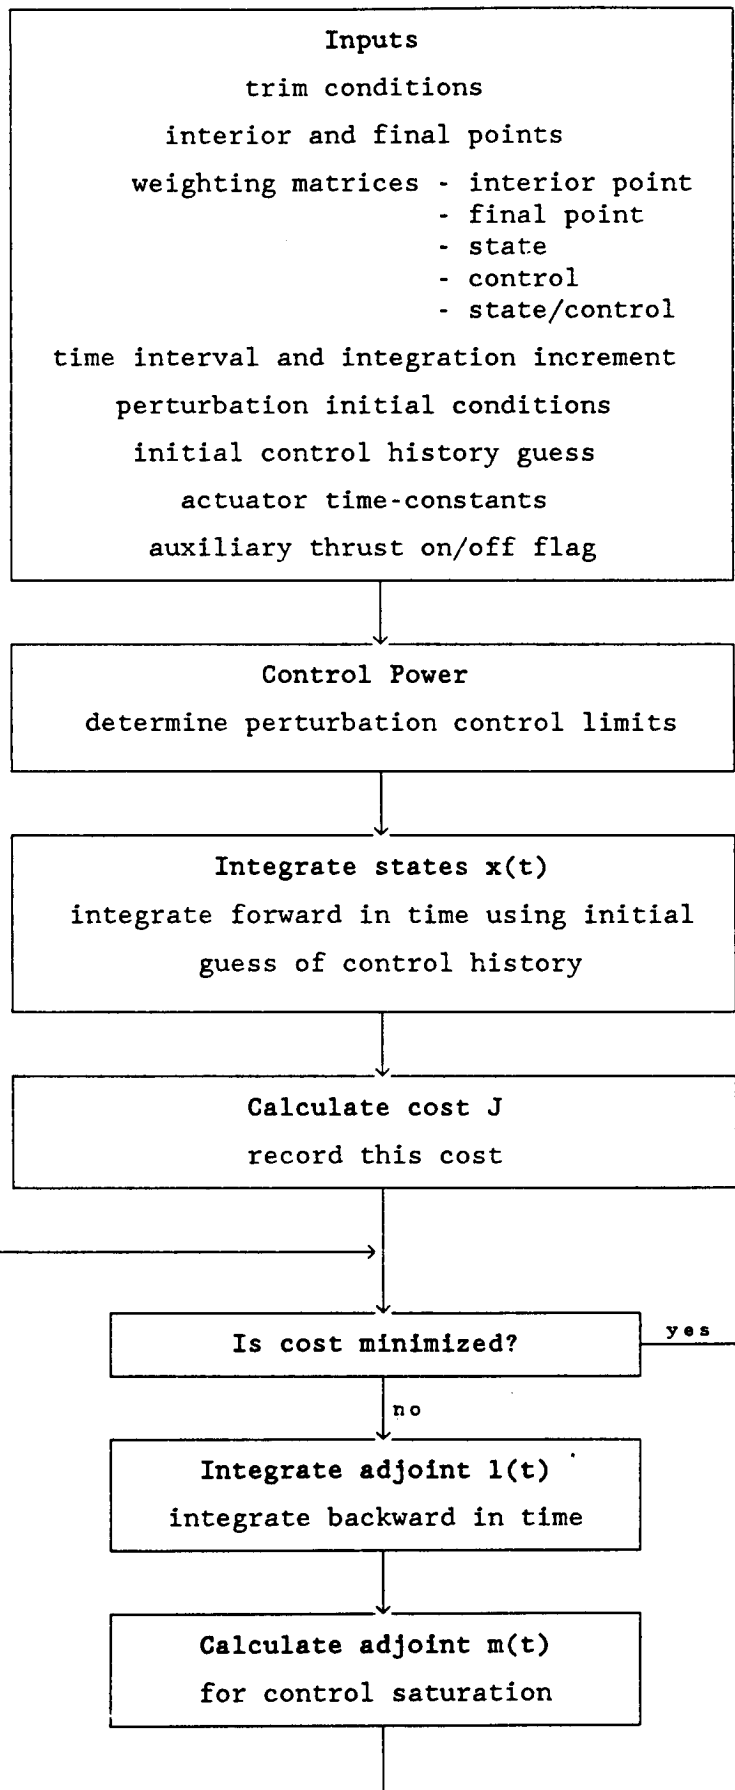 Inputs
trim conditions
interior and final points
weighting matrices - interior point
- final point
- state
- control
- state/control
time interval and integration increment
perturbation initial conditions
initial control history guess
actuator time-constants
auxiliary thrust on/off flag
Control Power
determine perturbation control limits
Integrate states x(t)
integrate forward in time using initial
guess of control history
Calculate cost J
record this cost
Is cost minimized?
yes
no
Integrate adjoint l(t)
integrate backward in time
Calculate adjoint m(t)
for control saturation